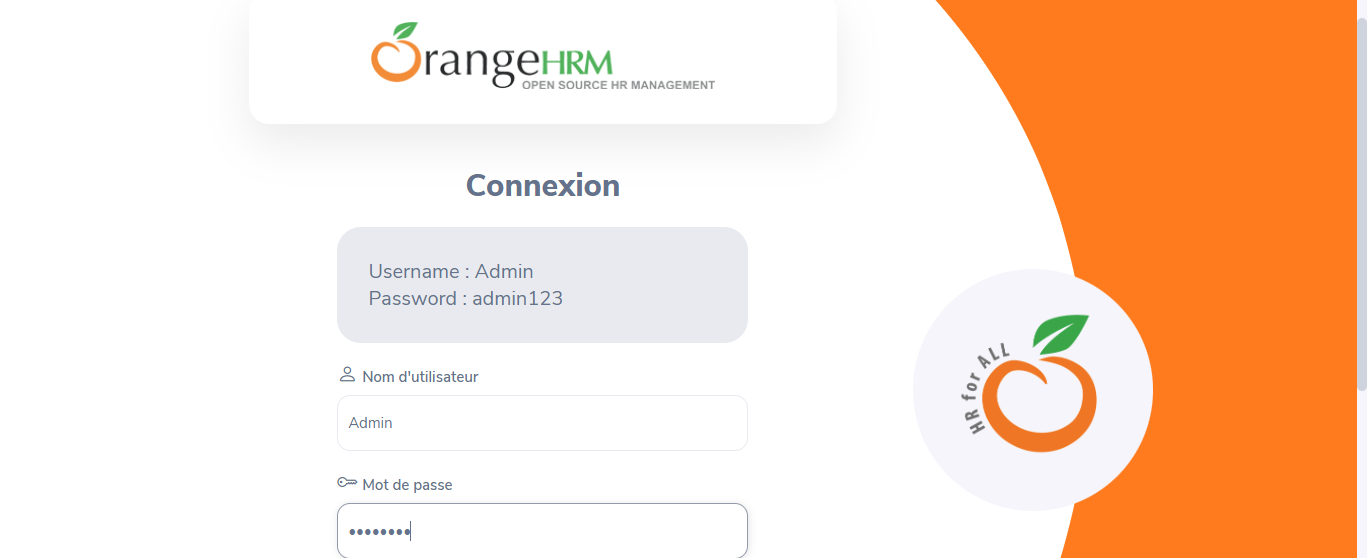 OrangeHRM
OPEN SOURCE HR MANAGEMENT
Connexion
Username : Admin
Password : admin123
Nom d'utilisateur
Admin
Mot de passe
••••••••
HR for ALL